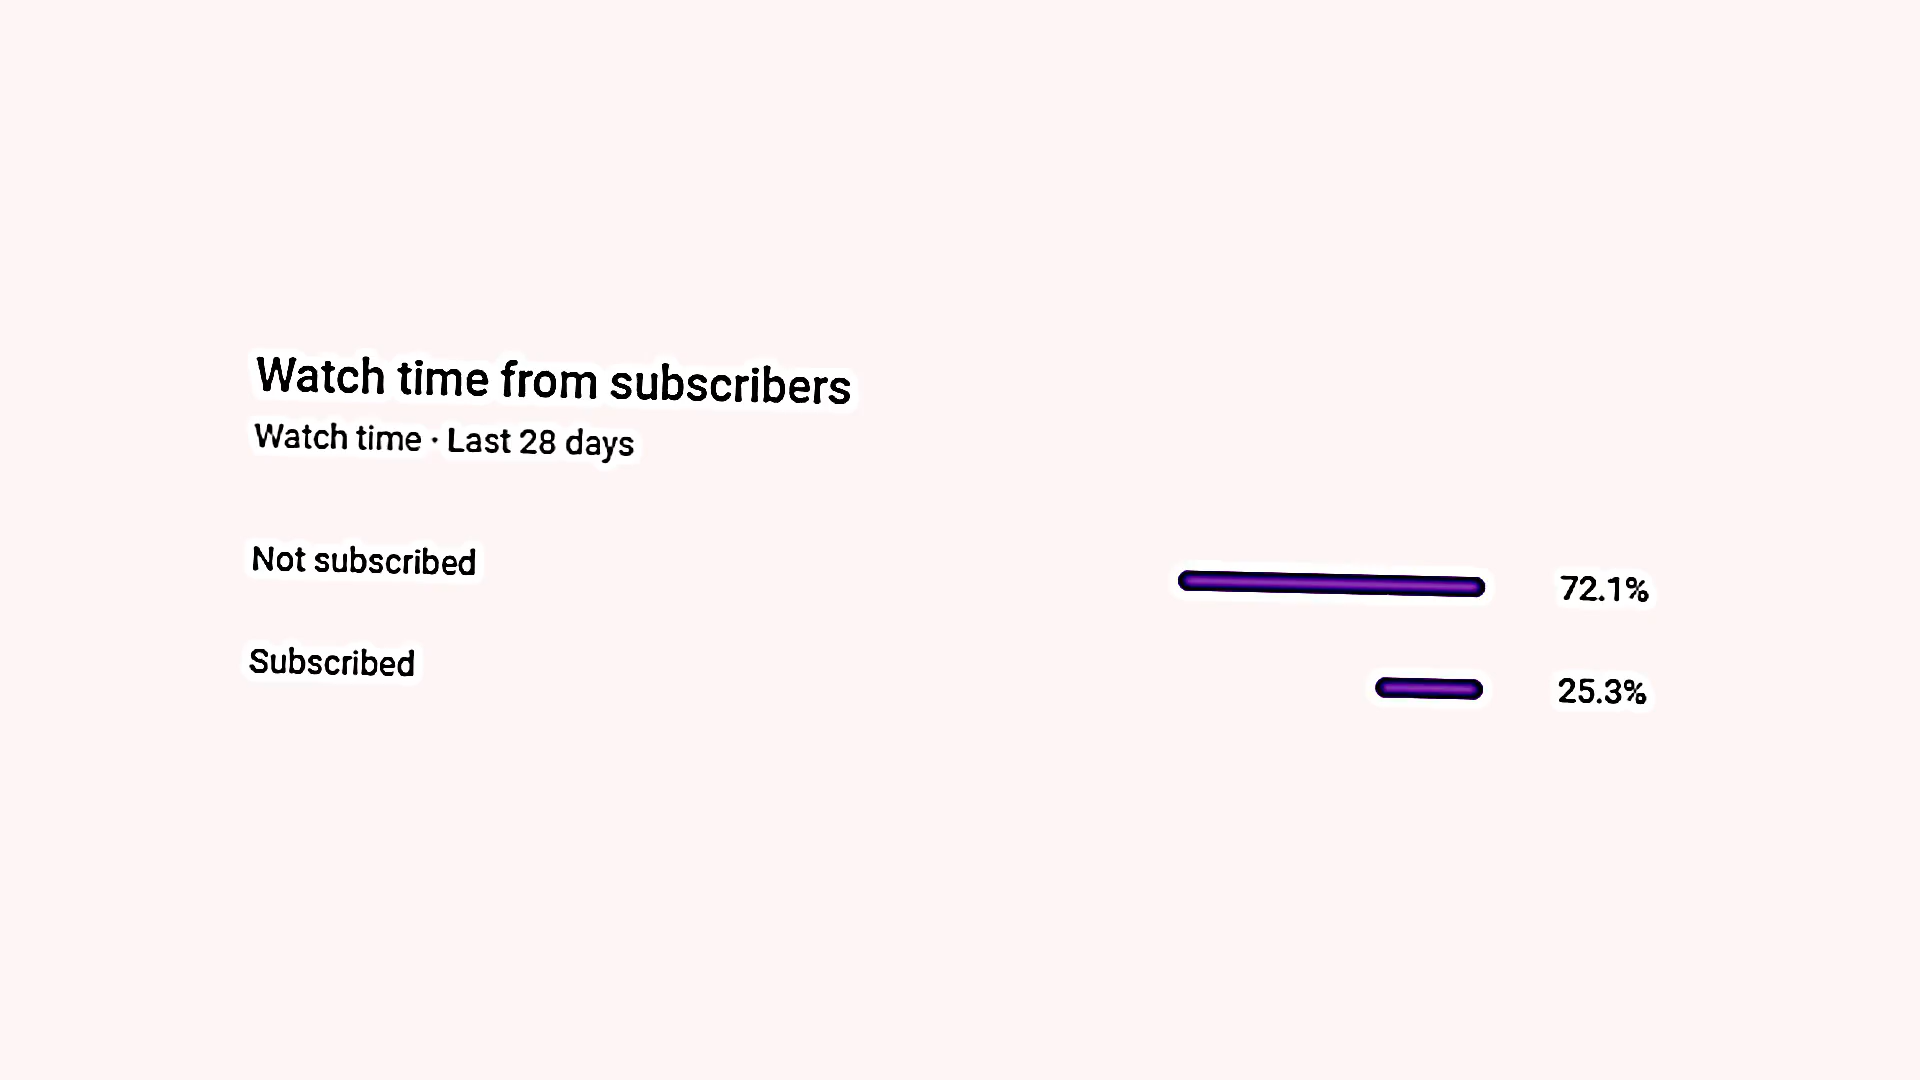 Watch time from subscribers
Watch time · Last 28 days
Not subscribed 72.1%
Subscribed 25.3%